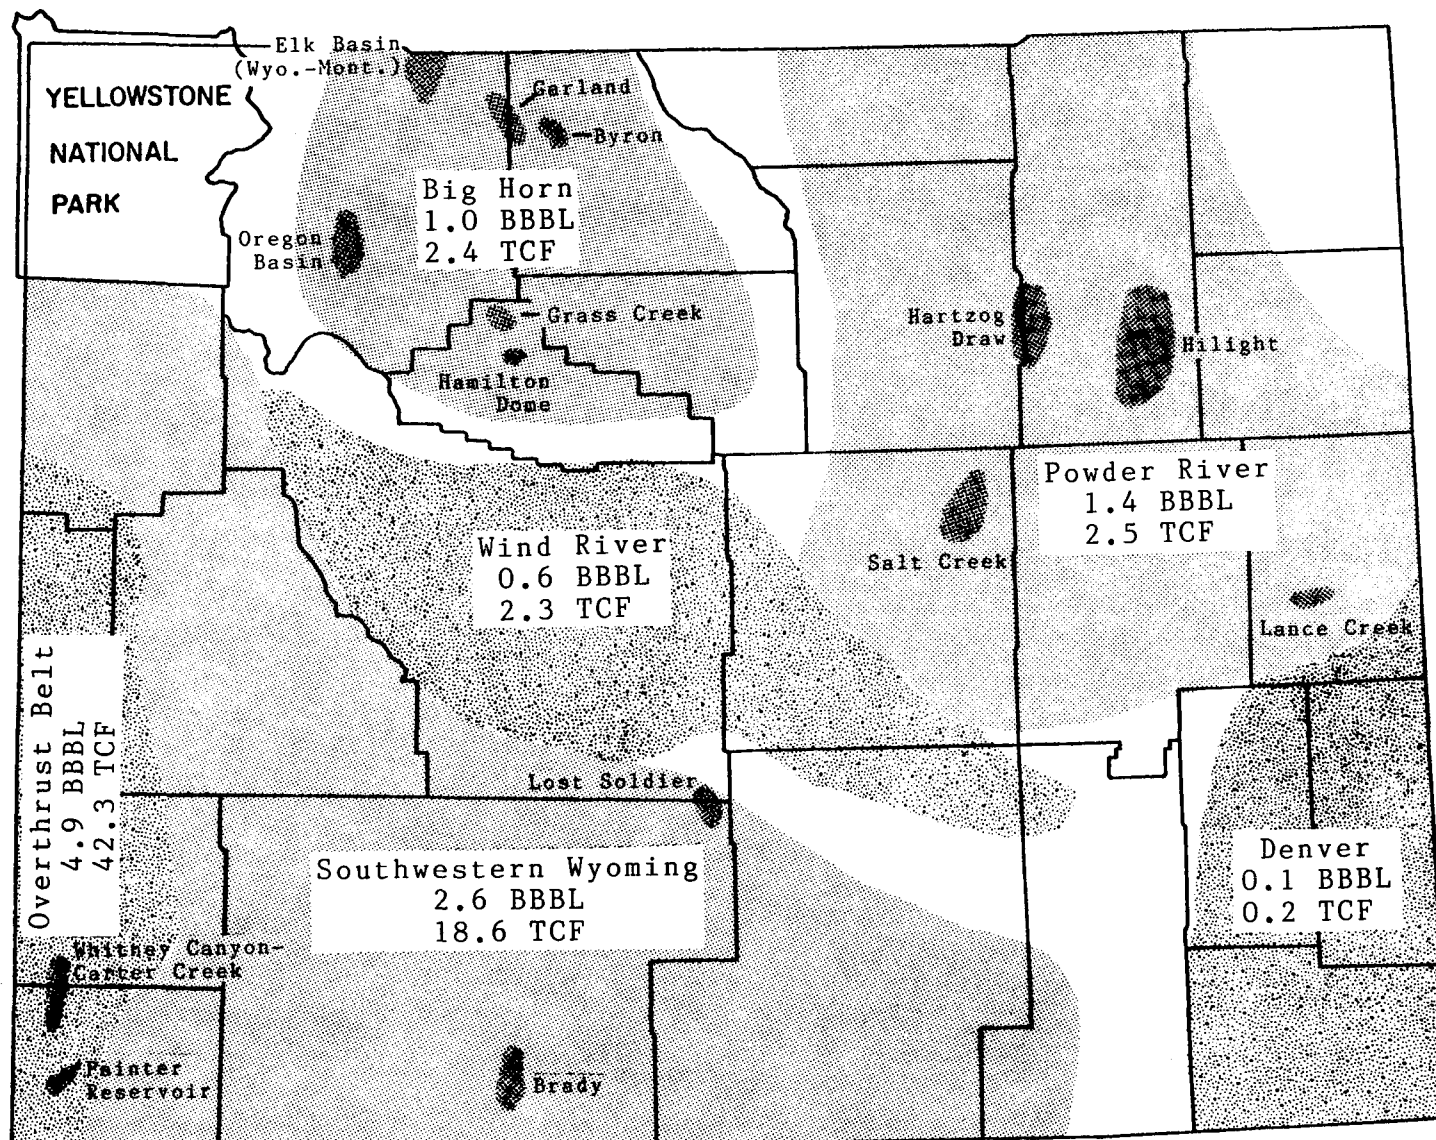 Elk Basin
(Wyo.-Mont.)
YELLOWSTONE
NATIONAL
PARK
Garland
Byron
Big Horn
1.0 BBBL
2.4 TCF
Oregon
Basin
Grass Creek
Hamilton
Dome
Hartzog
Draw
Hilight
Powder River
1.4 BBBL
2.5 TCF
Salt Creek
Lance Creek
Wind River
0.6 BBBL
2.3 TCF
Overthrust Belt
4.9 BBBL
42.3 TCF
Lost Soldier
Southwestern Wyoming
2.6 BBBL
18.6 TCF
Denver
0.1 BBBL
0.2 TCF
Whitney Canyon-
Carter Creek
Painter
Reservoir
Brady